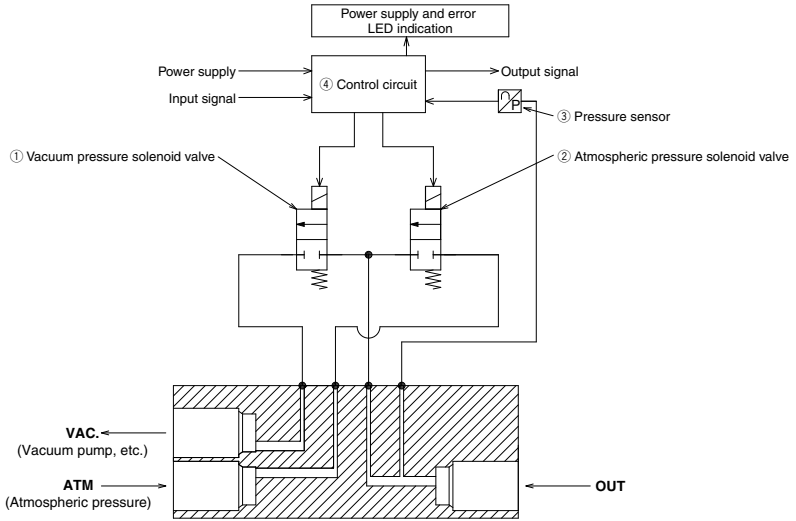 Power supply and error
LED indication
Power supply
④ Control circuit
Output signal
Input signal
P
③ Pressure sensor
① Vacuum pressure solenoid valve
② Atmospheric pressure solenoid valve
VAC.
(Vacuum pump, etc.)
ATM
(Atmospheric pressure)
OUT